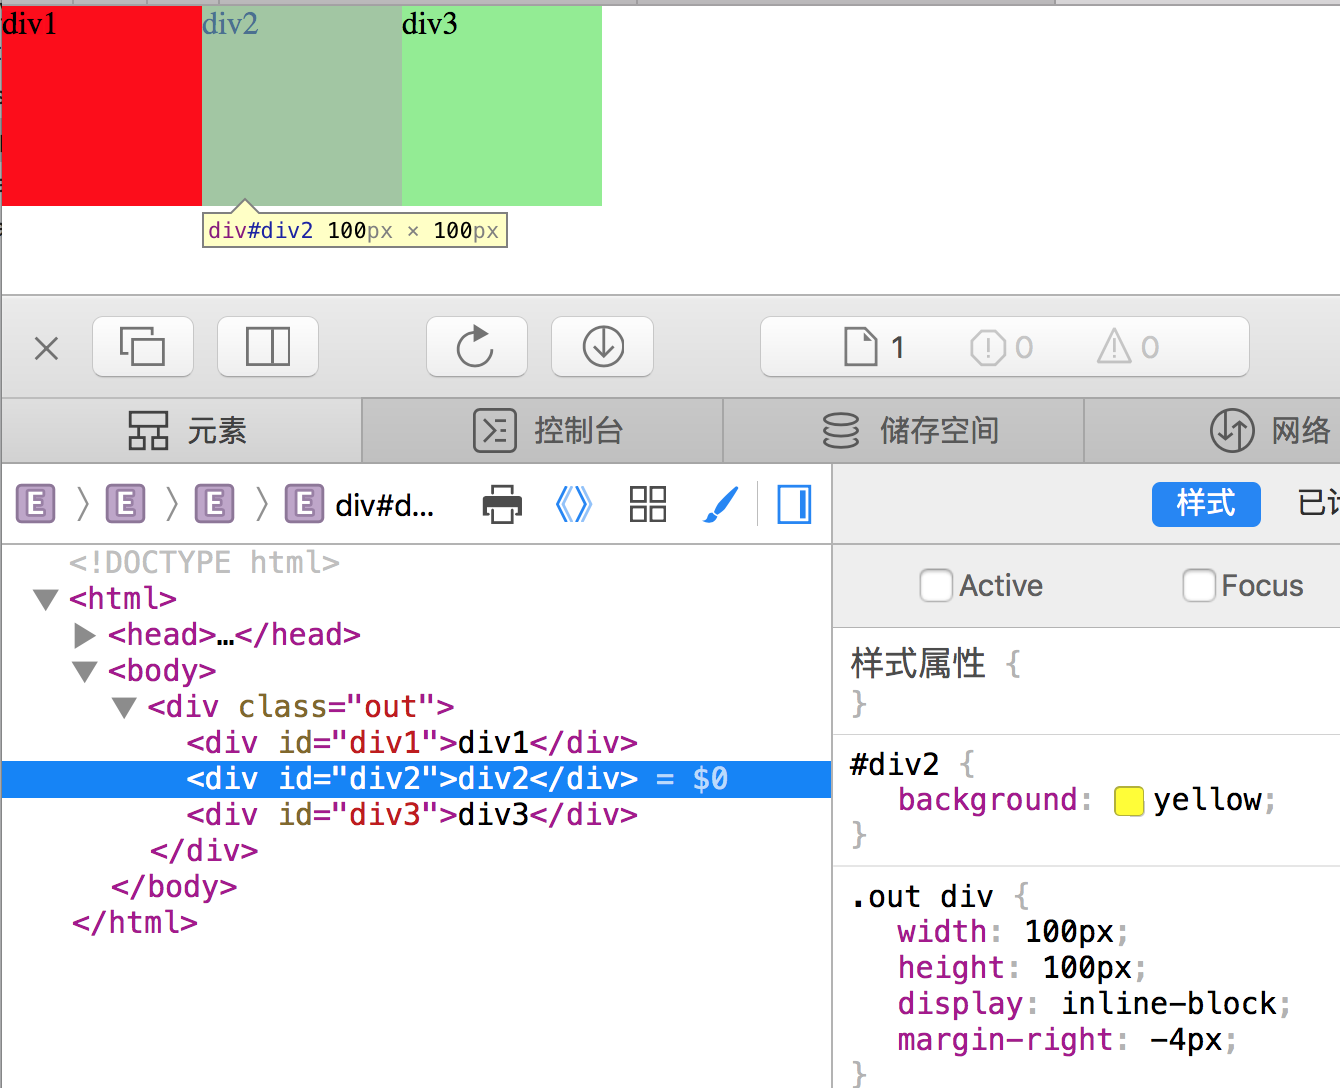 div1 div2 div3
div#div2 100px × 100px
1 0 0
元素 控制台 储存空间 网络
E E E E div#d... 样式
<!DOCTYPE html>
Active Focus
<html>
<head>…</head>
样式属性 {
<body>
}
<div class="out">
<div id="div1">div1</div>
#div2 {
<div id="div2">div2</div> = $0
background: yellow;
<div id="div3">div3</div>
}
</div>
</body>
.out div {
</html>
width: 100px;
height: 100px;
display: inline-block;
margin-right: -4px;
}